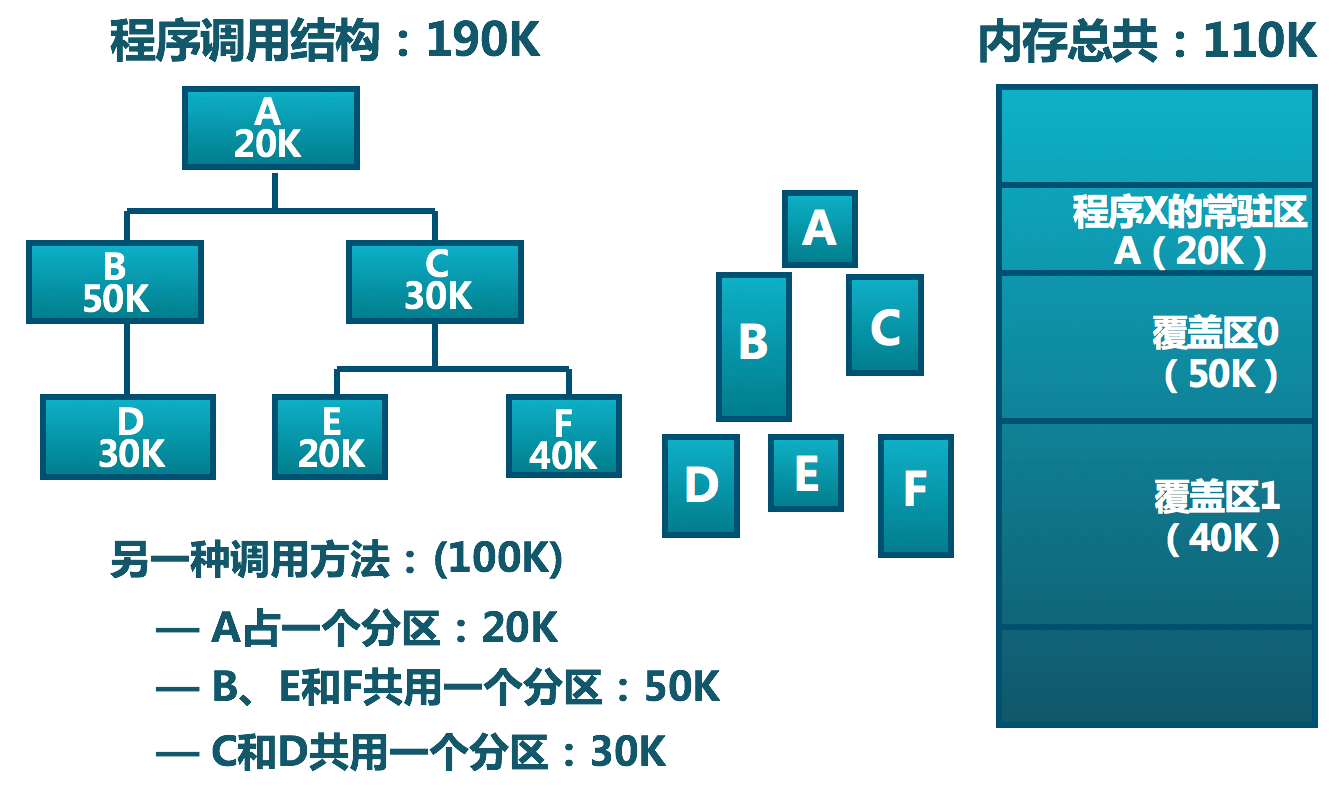 程序调用结构：190K
内存总共：110K
A
20K
B
50K
C
30K
D
30K
E
20K
F
40K
A
B
C
D
E
F
程序X的常驻区
A（20K）
覆盖区0
（50K）
覆盖区1
（40K）
另一种调用方法：(100K)
— A占一个分区：20K
— B、E和F共用一个分区：50K
— C和D共用一个分区：30K